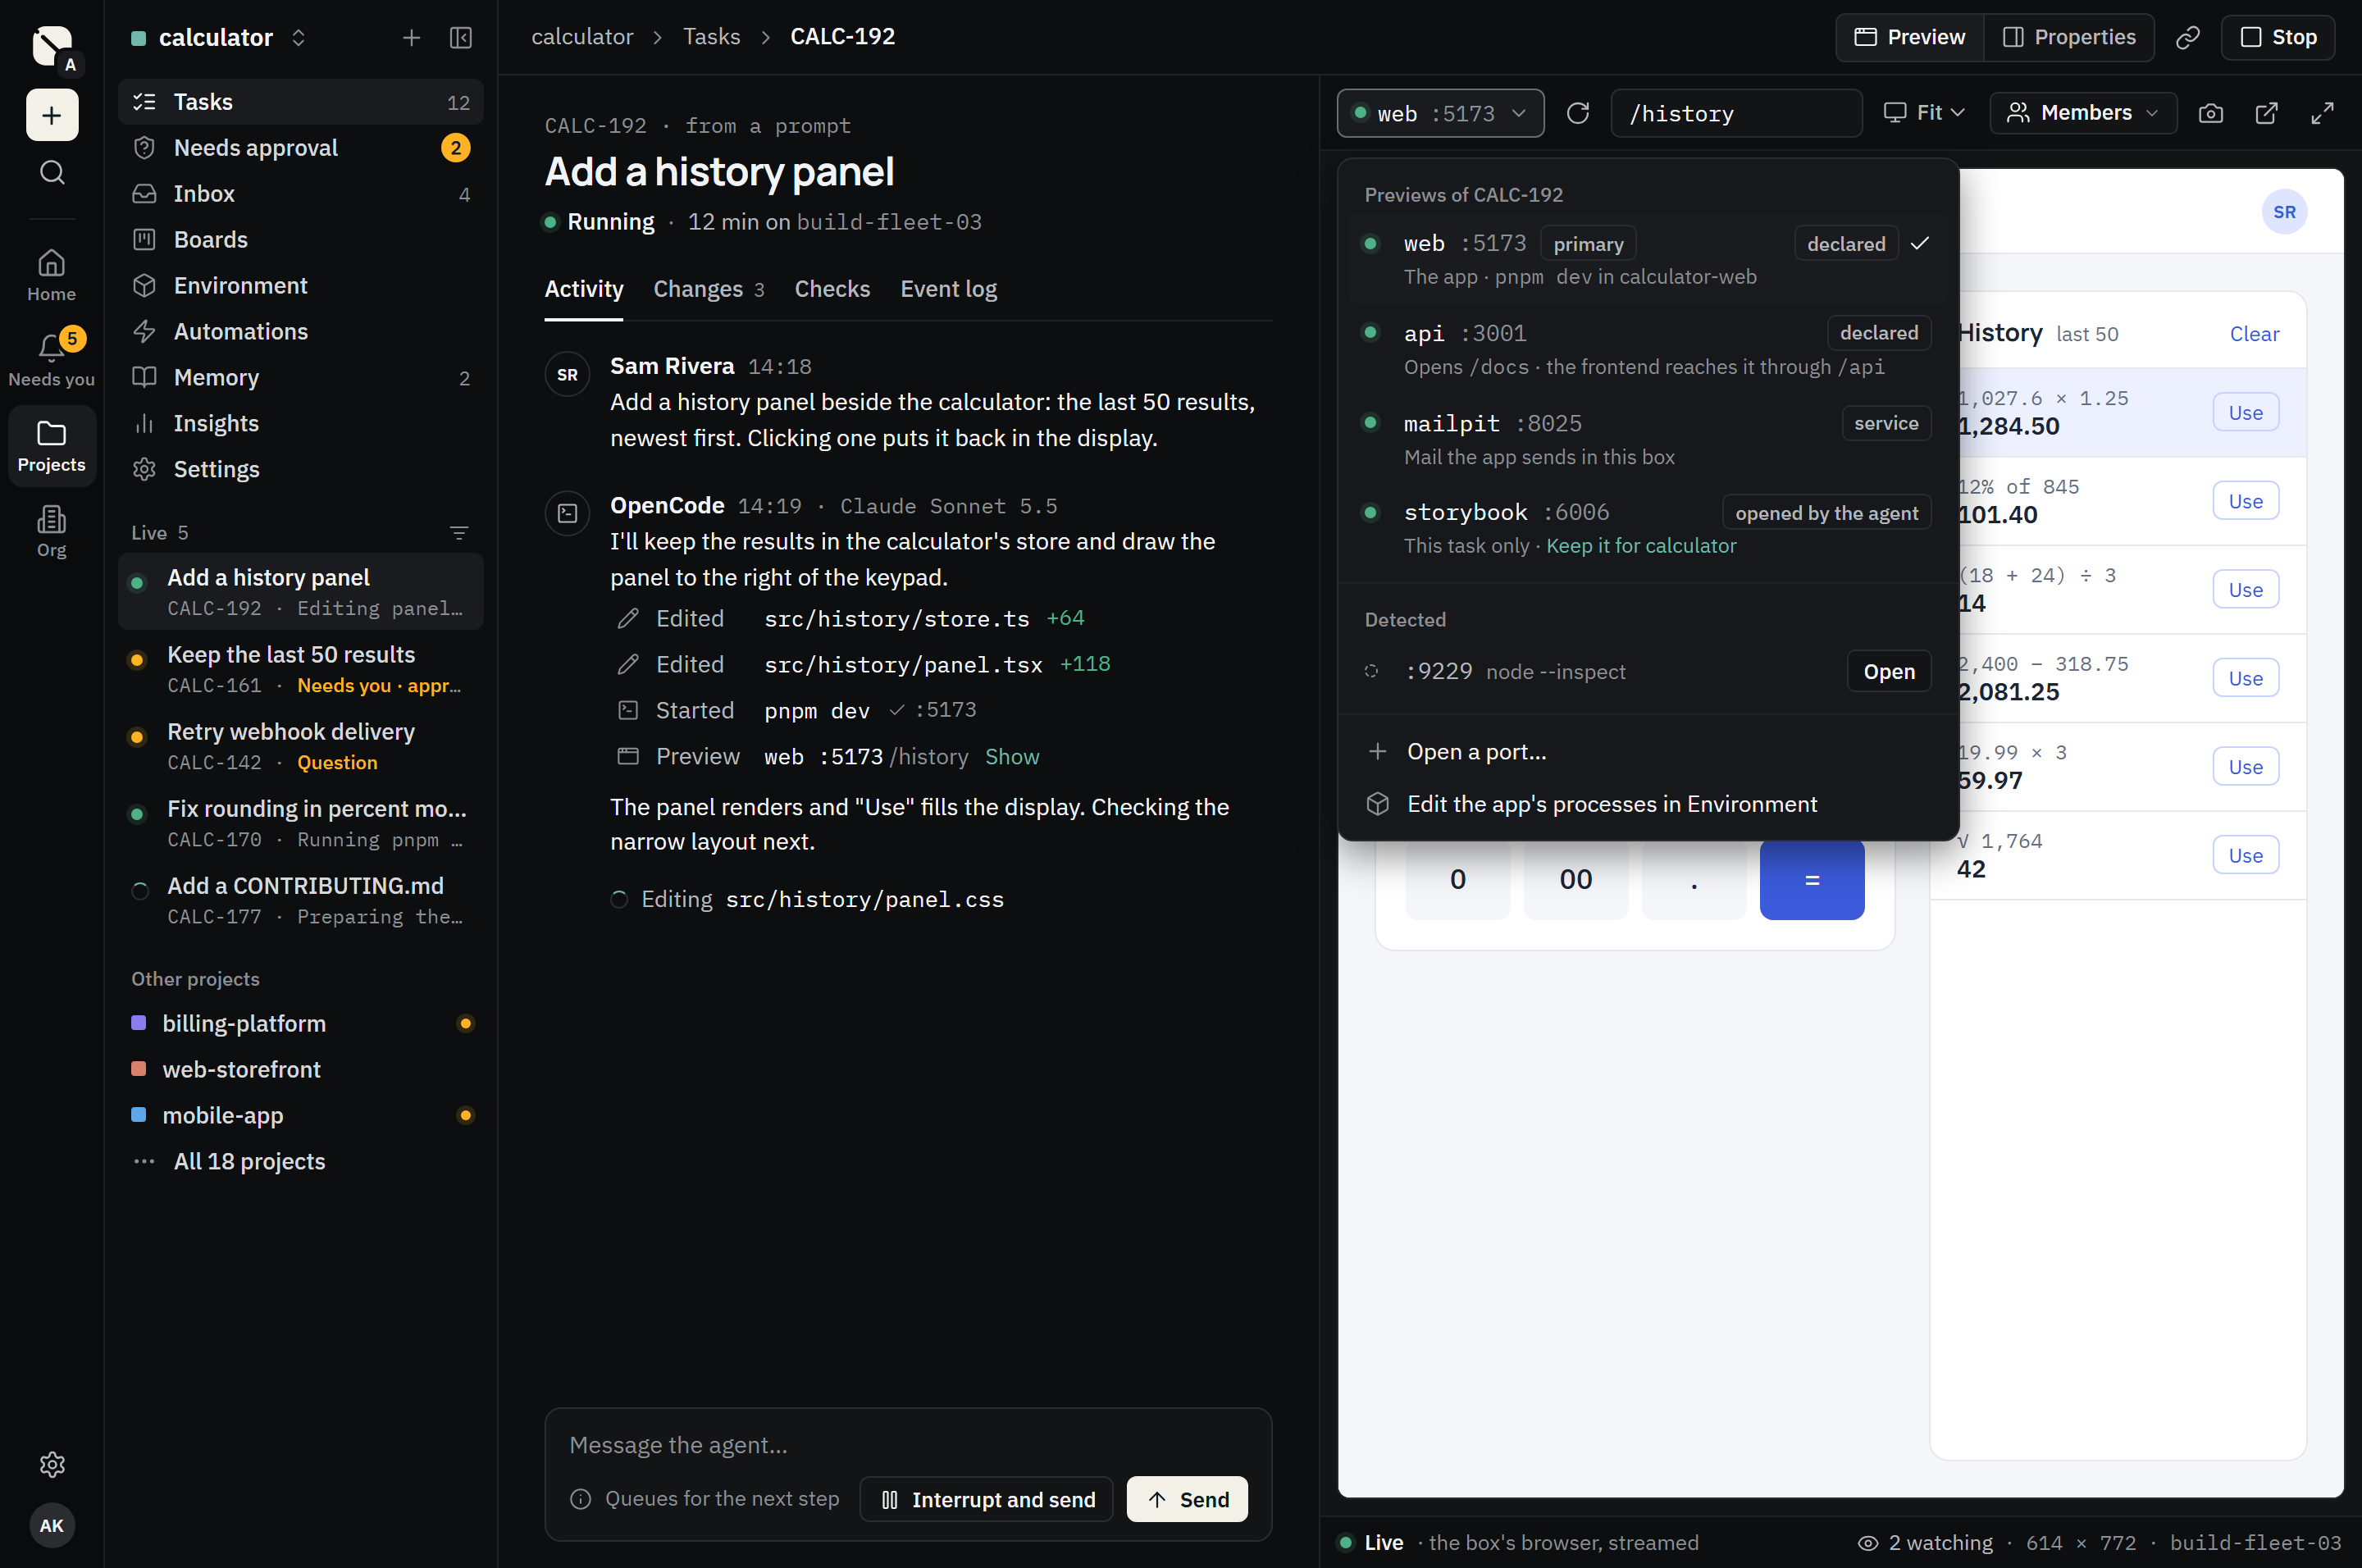 A
Home
5
Needs you
Projects
Org
AK
calculator
Tasks 12
Needs approval 2
Inbox 4
Boards
Environment
Automations
Memory 2
Insights
Settings
Live 5
Add a history panel
CALC-192 · Editing panel…
Keep the last 50 results
CALC-161 · Needs you · appr…
Retry webhook delivery
CALC-142 · Question
Fix rounding in percent mo…
CALC-170 · Running pnpm …
Add a CONTRIBUTING.md
CALC-177 · Preparing the…
Other projects
billing-platform
web-storefront
mobile-app
All 18 projects
calculator > Tasks > CALC-192
Preview Properties Stop
CALC-192 · from a prompt
Add a history panel
Running · 12 min on build-fleet-03
Activity Changes 3 Checks Event log
SR
Sam Rivera 14:18
Add a history panel beside the calculator: the last 50 results,
newest first. Clicking one puts it back in the display.
OpenCode 14:19 · Claude Sonnet 5.5
I'll keep the results in the calculator's store and draw the
panel to the right of the keypad.
Edited src/history/store.ts +64
Edited src/history/panel.tsx +118
Started pnpm dev :5173
Preview web :5173 /history Show
The panel renders and "Use" fills the display. Checking the
narrow layout next.
Editing src/history/panel.css
Message the agent...
Queues for the next step Interrupt and send Send
web :5173 /history Fit Members
Previews of CALC-192
web :5173 primary declared
The app · pnpm dev in calculator-web
api :3001 declared
Opens /docs · the frontend reaches it through /api
mailpit :8025 service
Mail the app sends in this box
storybook :6006 opened by the agent
This task only · Keep it for calculator
Detected
:9229 node --inspect Open
Open a port...
Edit the app's processes in Environment
SR
History last 50 Clear
1,027.6 × 1.25
1,284.50
Use
12% of 845
101.40
Use
(18 + 24) ÷ 3
14
Use
2,400 − 318.75
2,081.25
Use
19.99 × 3
59.97
Use
√ 1,764
42
Use
0 00 . =
Live · the box's browser, streamed
2 watching · 614 × 772 · build-fleet-03